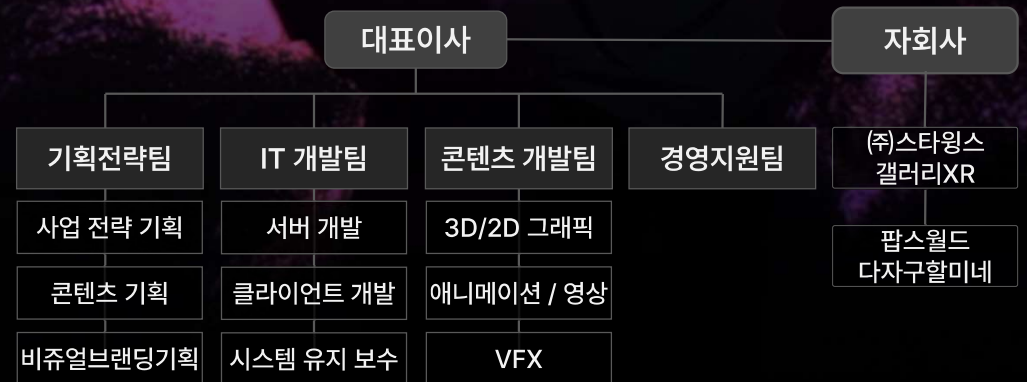 대표이사
자회사
기획전략팀
IT 개발팀
콘텐츠 개발팀
경영지원팀
㈜스타윙스
갤러리XR
사업 전략 기획
서버 개발
3D/2D 그래픽
팝스월드
다자구할미네
콘텐츠 기획
클라이언트 개발
애니메이션 / 영상
비쥬얼브랜딩기획
시스템 유지 보수
VFX